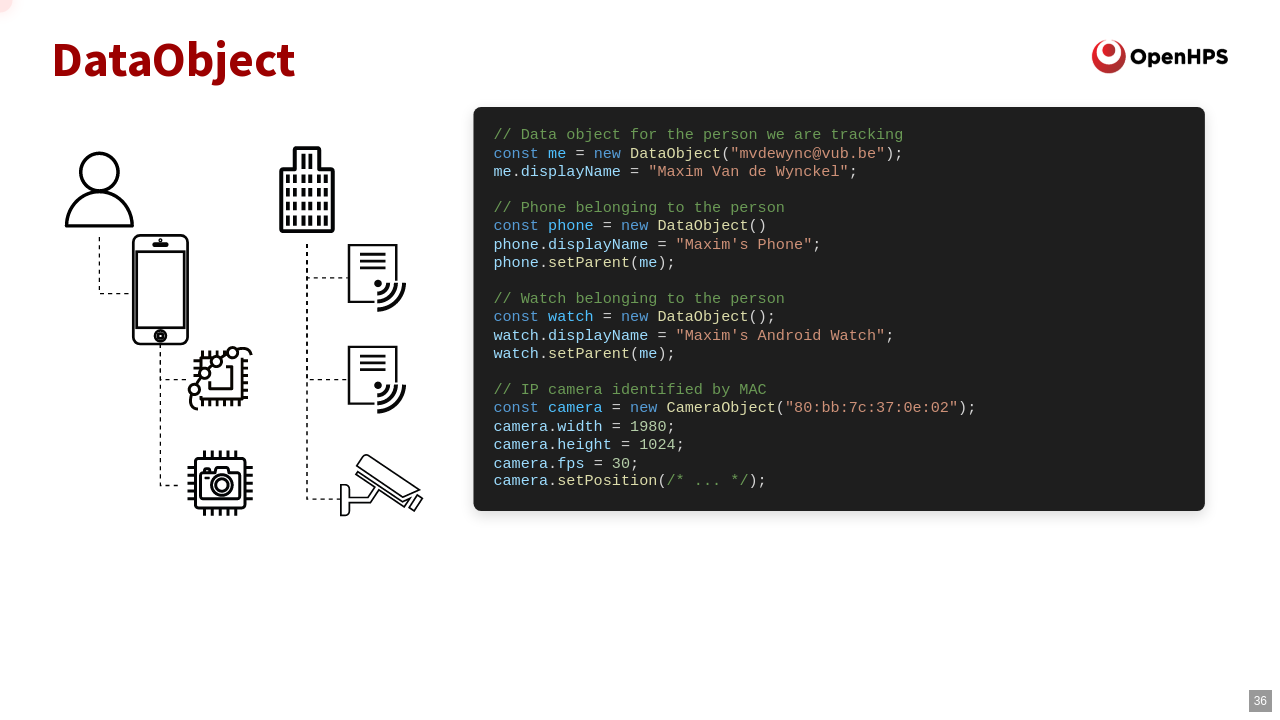 DataObject
OpenHPS
// Data object for the person we are tracking
const me = new DataObject("mvdewync@vub.be");
me.displayName = "Maxim Van de Wynckel";
// Phone belonging to the person
const phone = new DataObject()
phone.displayName = "Maxim's Phone";
phone.setParent(me);
// Watch belonging to the person
const watch = new DataObject();
watch.displayName = "Maxim's Android Watch";
watch.setParent(me);
// IP camera identified by MAC
const camera = new CameraObject("80:bb:7c:37:0e:02");
camera.width = 1980;
camera.height = 1024;
camera.fps = 30;
camera.setPosition(/* ... */);
36